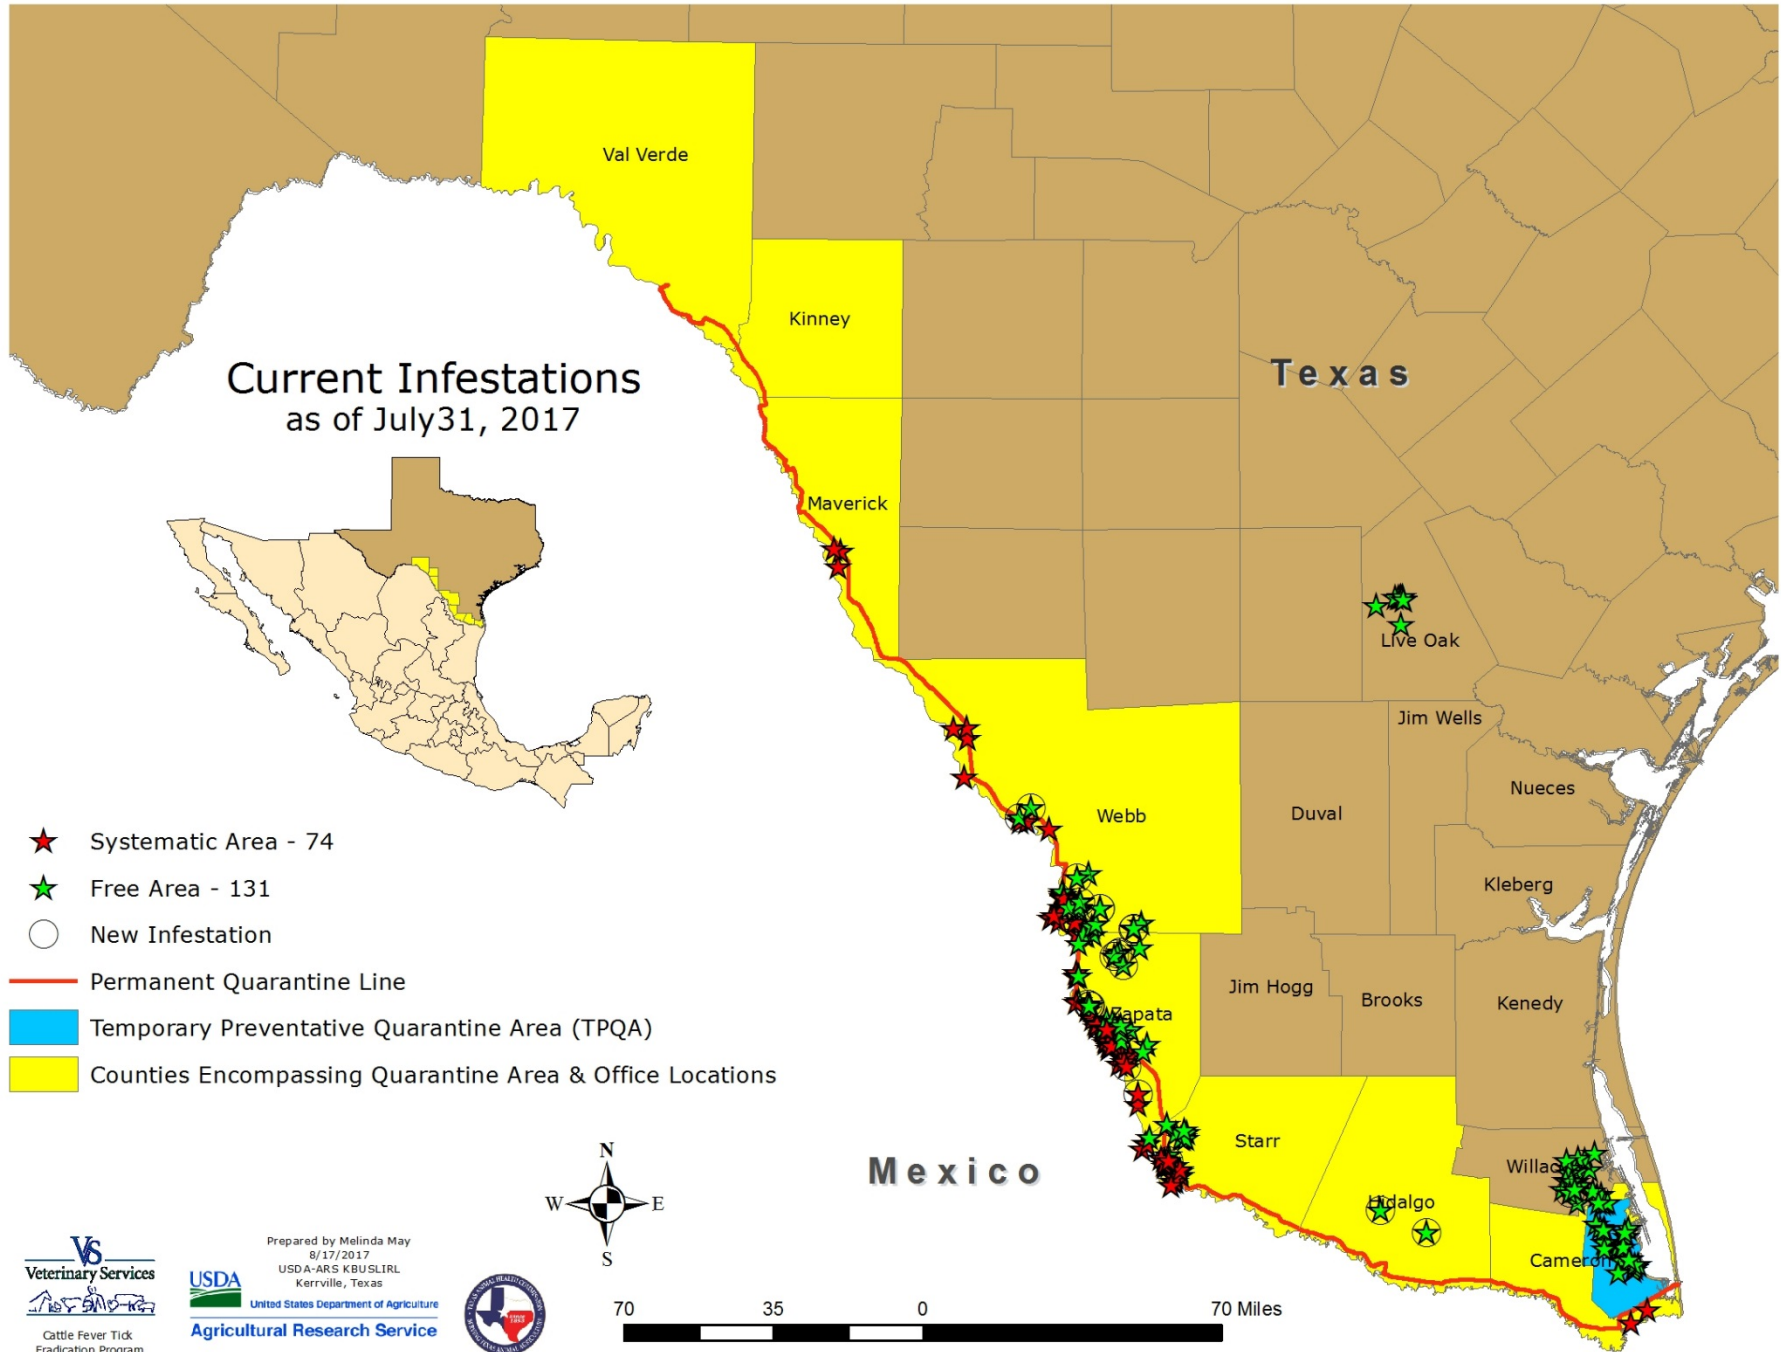 Val Verde
Kinney
Texas
Current Infestations
as of July31, 2017
Maverick
Live Oak
Jim Wells
Nueces
Webb
Duval
Kleberg
Systematic Area - 74
Free Area - 131
New Infestation
Permanent Quarantine Line
Temporary Preventative Quarantine Area (TPQA)
Counties Encompassing Quarantine Area & Office Locations
Jim Hogg
Brooks
Kenedy
Zapata
Starr
Mexico
Hidalgo
Cameron
N
W
E
S
VS
Veterinary Services
Cattle Fever Tick
Eradication Program
Prepared by Melinda May
8/17/2017
USDA-ARS KBUSLIRL
Kerrville, Texas
USDA
United States Department of Agriculture
Agricultural Research Service
70
35
0
70 Miles